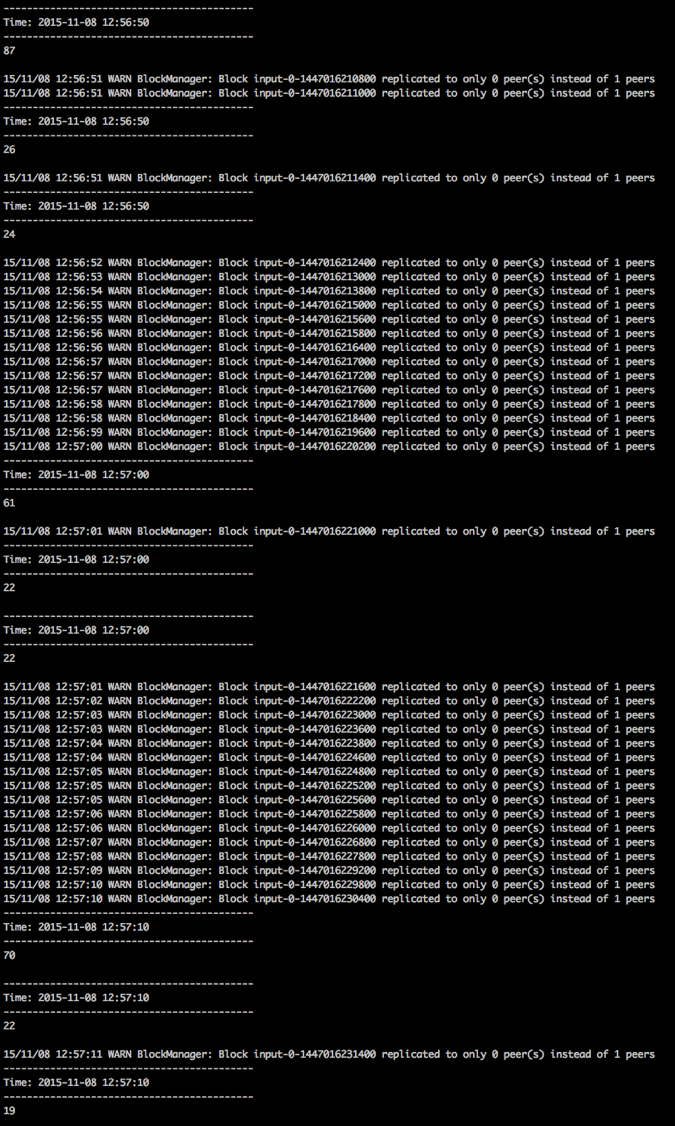 -------------------------------------------
Time: 2015-11-08 12:56:50
-------------------------------------------
87
15/11/08 12:56:51 WARN BlockManager: Block input-0-1447016210800 replicated to only 0 peer(s) instead of 1 peers
15/11/08 12:56:51 WARN BlockManager: Block input-0-1447016211000 replicated to only 0 peer(s) instead of 1 peers
-------------------------------------------
Time: 2015-11-08 12:56:50
-------------------------------------------
26
15/11/08 12:56:51 WARN BlockManager: Block input-0-1447016211400 replicated to only 0 peer(s) instead of 1 peers
-------------------------------------------
Time: 2015-11-08 12:56:50
-------------------------------------------
24
15/11/08 12:56:52 WARN BlockManager: Block input-0-1447016212400 replicated to only 0 peer(s) instead of 1 peers
15/11/08 12:56:53 WARN BlockManager: Block input-0-1447016213000 replicated to only 0 peer(s) instead of 1 peers
15/11/08 12:56:54 WARN BlockManager: Block input-0-1447016213800 replicated to only 0 peer(s) instead of 1 peers
15/11/08 12:56:55 WARN BlockManager: Block input-0-1447016215000 replicated to only 0 peer(s) instead of 1 peers
15/11/08 12:56:55 WARN BlockManager: Block input-0-1447016215600 replicated to only 0 peer(s) instead of 1 peers
15/11/08 12:56:56 WARN BlockManager: Block input-0-1447016215800 replicated to only 0 peer(s) instead of 1 peers
15/11/08 12:56:56 WARN BlockManager: Block input-0-1447016216400 replicated to only 0 peer(s) instead of 1 peers
15/11/08 12:56:57 WARN BlockManager: Block input-0-1447016217000 replicated to only 0 peer(s) instead of 1 peers
15/11/08 12:56:57 WARN BlockManager: Block input-0-1447016217200 replicated to only 0 peer(s) instead of 1 peers
15/11/08 12:56:57 WARN BlockManager: Block input-0-1447016217600 replicated to only 0 peer(s) instead of 1 peers
15/11/08 12:56:58 WARN BlockManager: Block input-0-1447016217800 replicated to only 0 peer(s) instead of 1 peers
15/11/08 12:56:58 WARN BlockManager: Block input-0-1447016218400 replicated to only 0 peer(s) instead of 1 peers
15/11/08 12:56:59 WARN BlockManager: Block input-0-1447016219600 replicated to only 0 peer(s) instead of 1 peers
15/11/08 12:57:00 WARN BlockManager: Block input-0-1447016220200 replicated to only 0 peer(s) instead of 1 peers
-------------------------------------------
Time: 2015-11-08 12:57:00
-------------------------------------------
61
15/11/08 12:57:01 WARN BlockManager: Block input-0-1447016221000 replicated to only 0 peer(s) instead of 1 peers
-------------------------------------------
Time: 2015-11-08 12:57:00
-------------------------------------------
22
-------------------------------------------
Time: 2015-11-08 12:57:00
-------------------------------------------
22
15/11/08 12:57:01 WARN BlockManager: Block input-0-1447016221600 replicated to only 0 peer(s) instead of 1 peers
15/11/08 12:57:02 WARN BlockManager: Block input-0-1447016222200 replicated to only 0 peer(s) instead of 1 peers
15/11/08 12:57:03 WARN BlockManager: Block input-0-1447016223000 replicated to only 0 peer(s) instead of 1 peers
15/11/08 12:57:03 WARN BlockManager: Block input-0-1447016223600 replicated to only 0 peer(s) instead of 1 peers
15/11/08 12:57:04 WARN BlockManager: Block input-0-1447016223800 replicated to only 0 peer(s) instead of 1 peers
15/11/08 12:57:04 WARN BlockManager: Block input-0-1447016224600 replicated to only 0 peer(s) instead of 1 peers
15/11/08 12:57:05 WARN BlockManager: Block input-0-1447016224800 replicated to only 0 peer(s) instead of 1 peers
15/11/08 12:57:05 WARN BlockManager: Block input-0-1447016225200 replicated to only 0 peer(s) instead of 1 peers
15/11/08 12:57:05 WARN BlockManager: Block input-0-1447016225600 replicated to only 0 peer(s) instead of 1 peers
15/11/08 12:57:06 WARN BlockManager: Block input-0-1447016225800 replicated to only 0 peer(s) instead of 1 peers
15/11/08 12:57:06 WARN BlockManager: Block input-0-1447016226000 replicated to only 0 peer(s) instead of 1 peers
15/11/08 12:57:07 WARN BlockManager: Block input-0-1447016226800 replicated to only 0 peer(s) instead of 1 peers
15/11/08 12:57:08 WARN BlockManager: Block input-0-1447016227800 replicated to only 0 peer(s) instead of 1 peers
15/11/08 12:57:09 WARN BlockManager: Block input-0-1447016229200 replicated to only 0 peer(s) instead of 1 peers
15/11/08 12:57:10 WARN BlockManager: Block input-0-1447016229800 replicated to only 0 peer(s) instead of 1 peers
15/11/08 12:57:10 WARN BlockManager: Block input-0-1447016230400 replicated to only 0 peer(s) instead of 1 peers
-------------------------------------------
Time: 2015-11-08 12:57:10
-------------------------------------------
70
-------------------------------------------
Time: 2015-11-08 12:57:10
-------------------------------------------
22
15/11/08 12:57:11 WARN BlockManager: Block input-0-1447016231400 replicated to only 0 peer(s) instead of 1 peers
-------------------------------------------
Time: 2015-11-08 12:57:10
-------------------------------------------
19